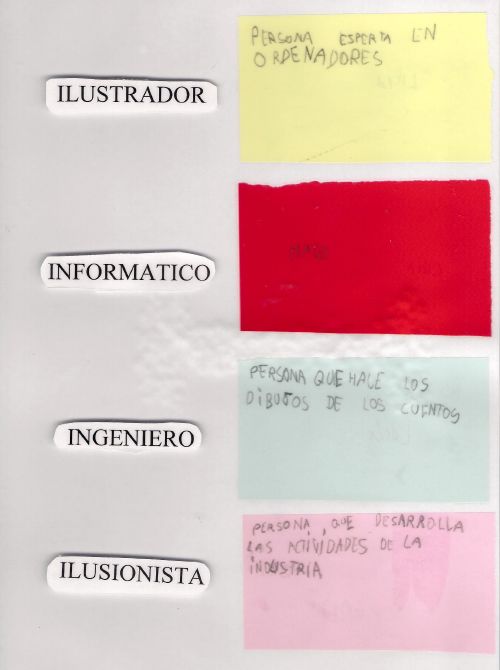 ILUSTRADOR
PERSONA ESPERTA EN
ORDENADORES
INFORMATICO
INGENIERO
PERSONA QUE HACE LOS
DIBUJOS DE LOS CUENTOS
ILUSIONISTA
PERSONA, QUE DESARROLLA
LAS ACTIVIDADES DE LA
INDUSTRIA